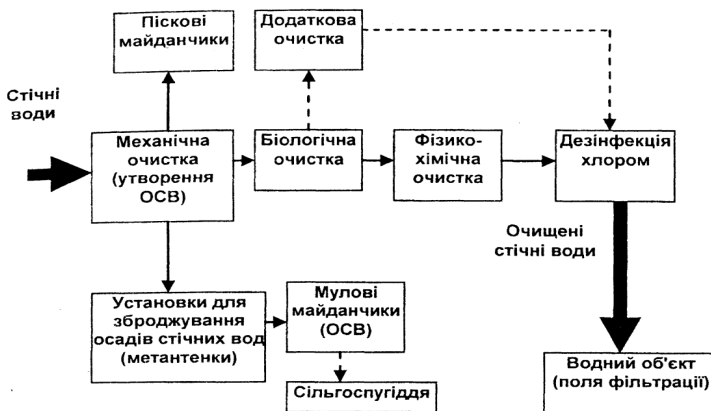 Піскові
майданчики
Додаткова
очистка
Стічні
води
Механічна
очистка
(утворення
ОСВ)
Біологічна
очистка
Фізико-
хімічна
очистка
Дезінфекція
хлором
Очищені
стічні води
Установки для
зброджування
осадів стічних вод
(метантенки)
Мулові
майданчики
(ОСВ)
Сільгоспугіддя
Водний об'єкт
(поля фільтрації)